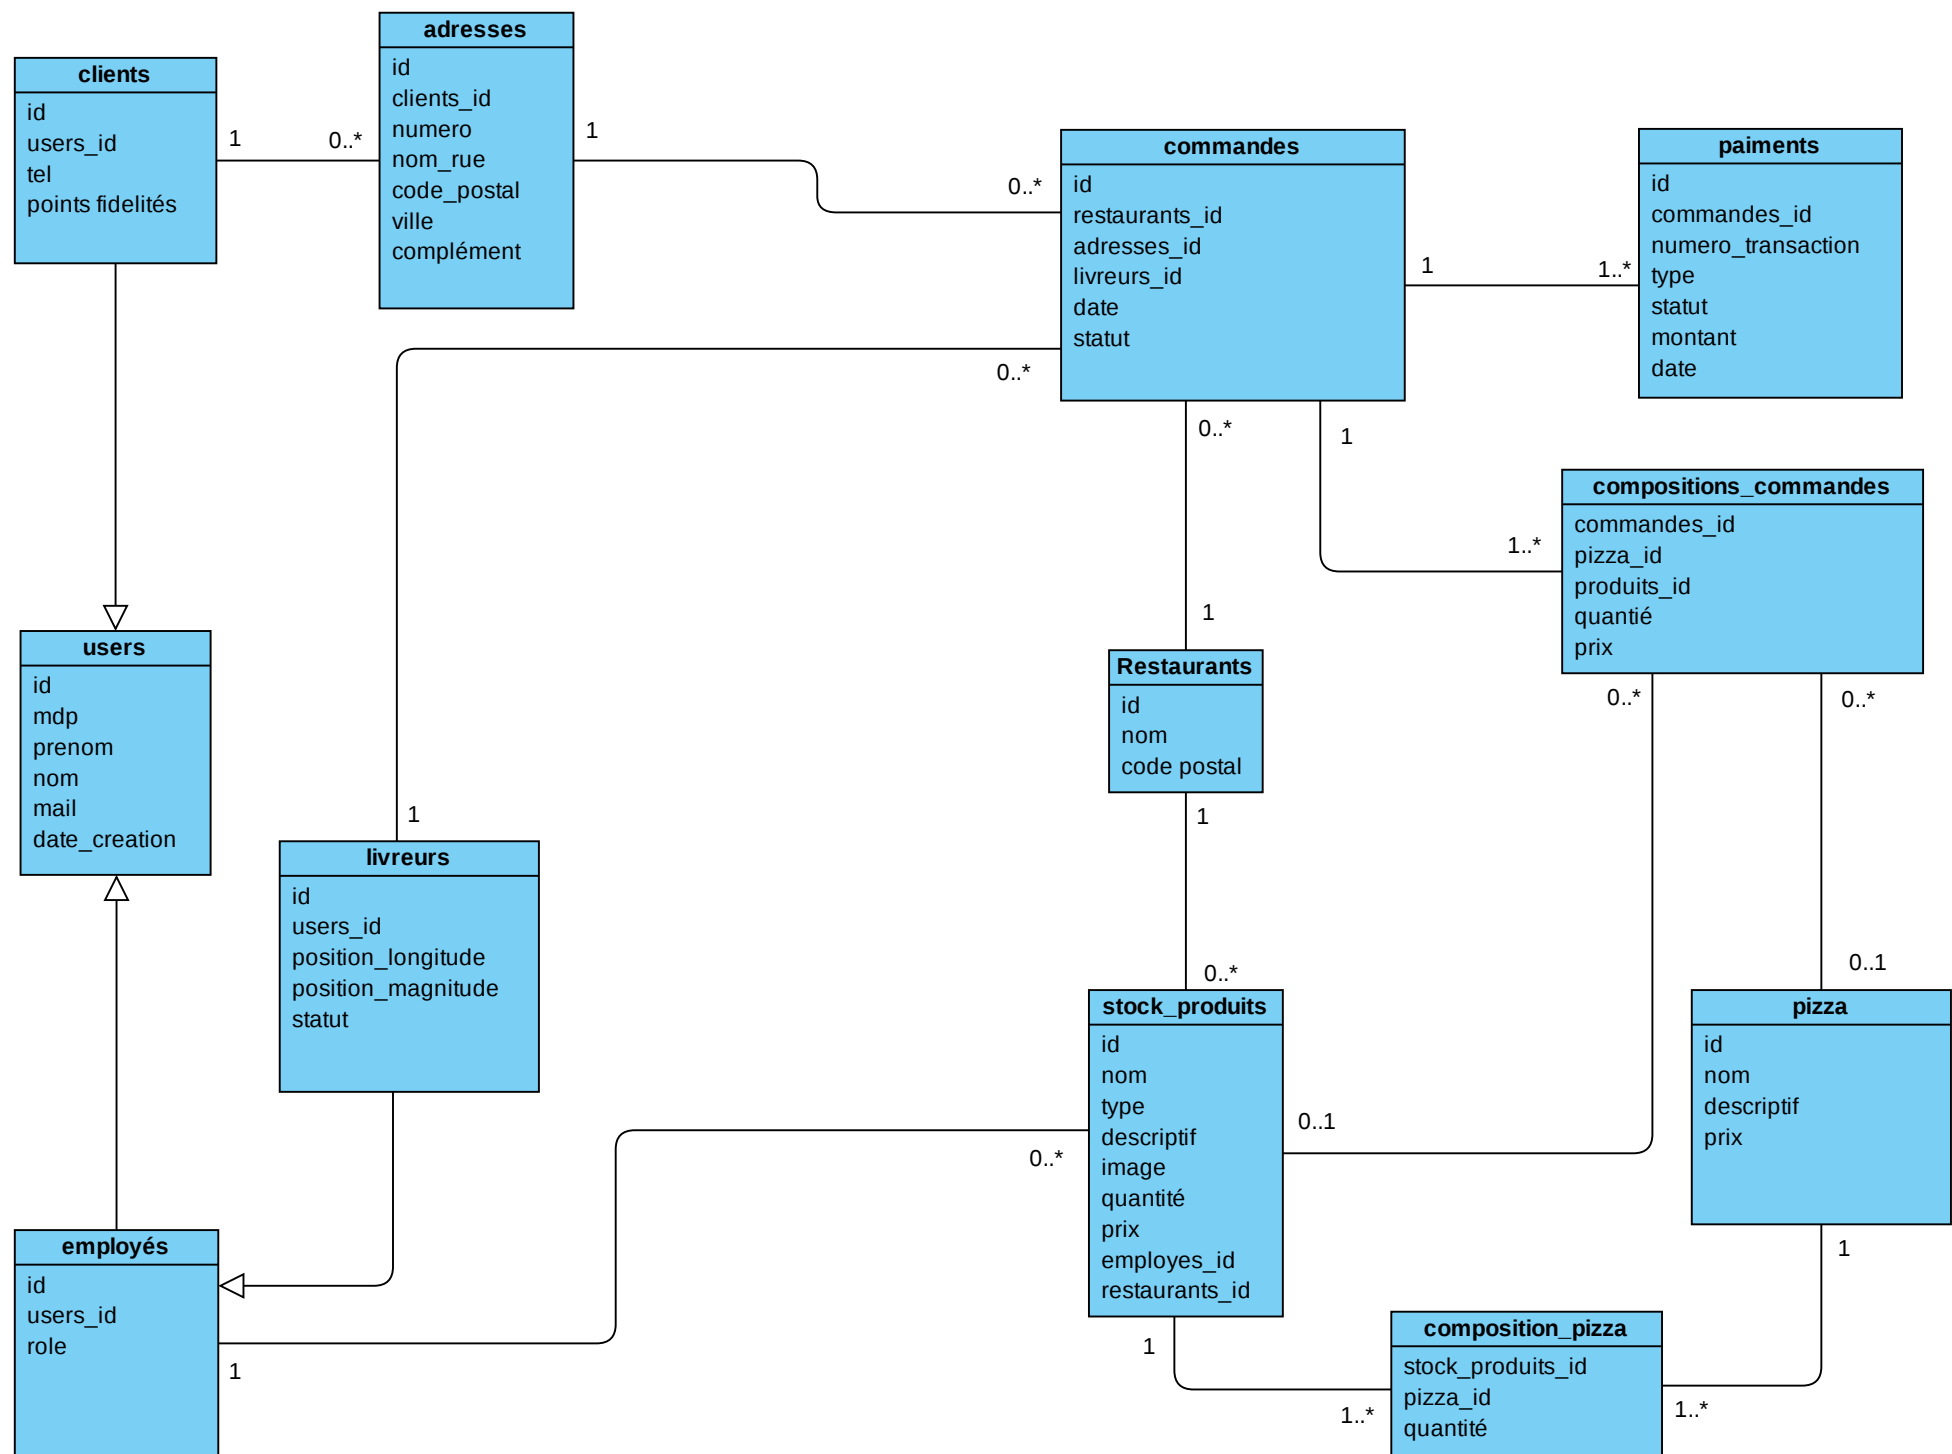 clients
id
users_id
tel
points fidelités
1
0..*
adresses
id
clients_id
numero
nom_rue
code_postal
ville
complément
1
0..*
commandes
id
restaurants_id
adresses_id
livreurs_id
date
statut
1
1..*
paiments
id
commandes_id
numero_transaction
type
statut
montant
date
0..*
0..*
1
1..*
compositions_commandes
commandes_id
pizza_id
produits_id
quantié
prix
users
id
mdp
prenom
nom
mail
date_creation
1
Restaurants
id
nom
code postal
1
0..*
0..*
1
livreurs
id
users_id
position_longitude
position_magnitude
statut
0..*
stock_produits
id
nom
type
descriptif
image
quantité
prix
employes_id
restaurants_id
0..1
0..1
pizza
id
nom
descriptif
prix
0..*
employés
id
users_id
role
1
1
1
composition_pizza
stock_produits_id
pizza_id
quantité
1..*
1..*